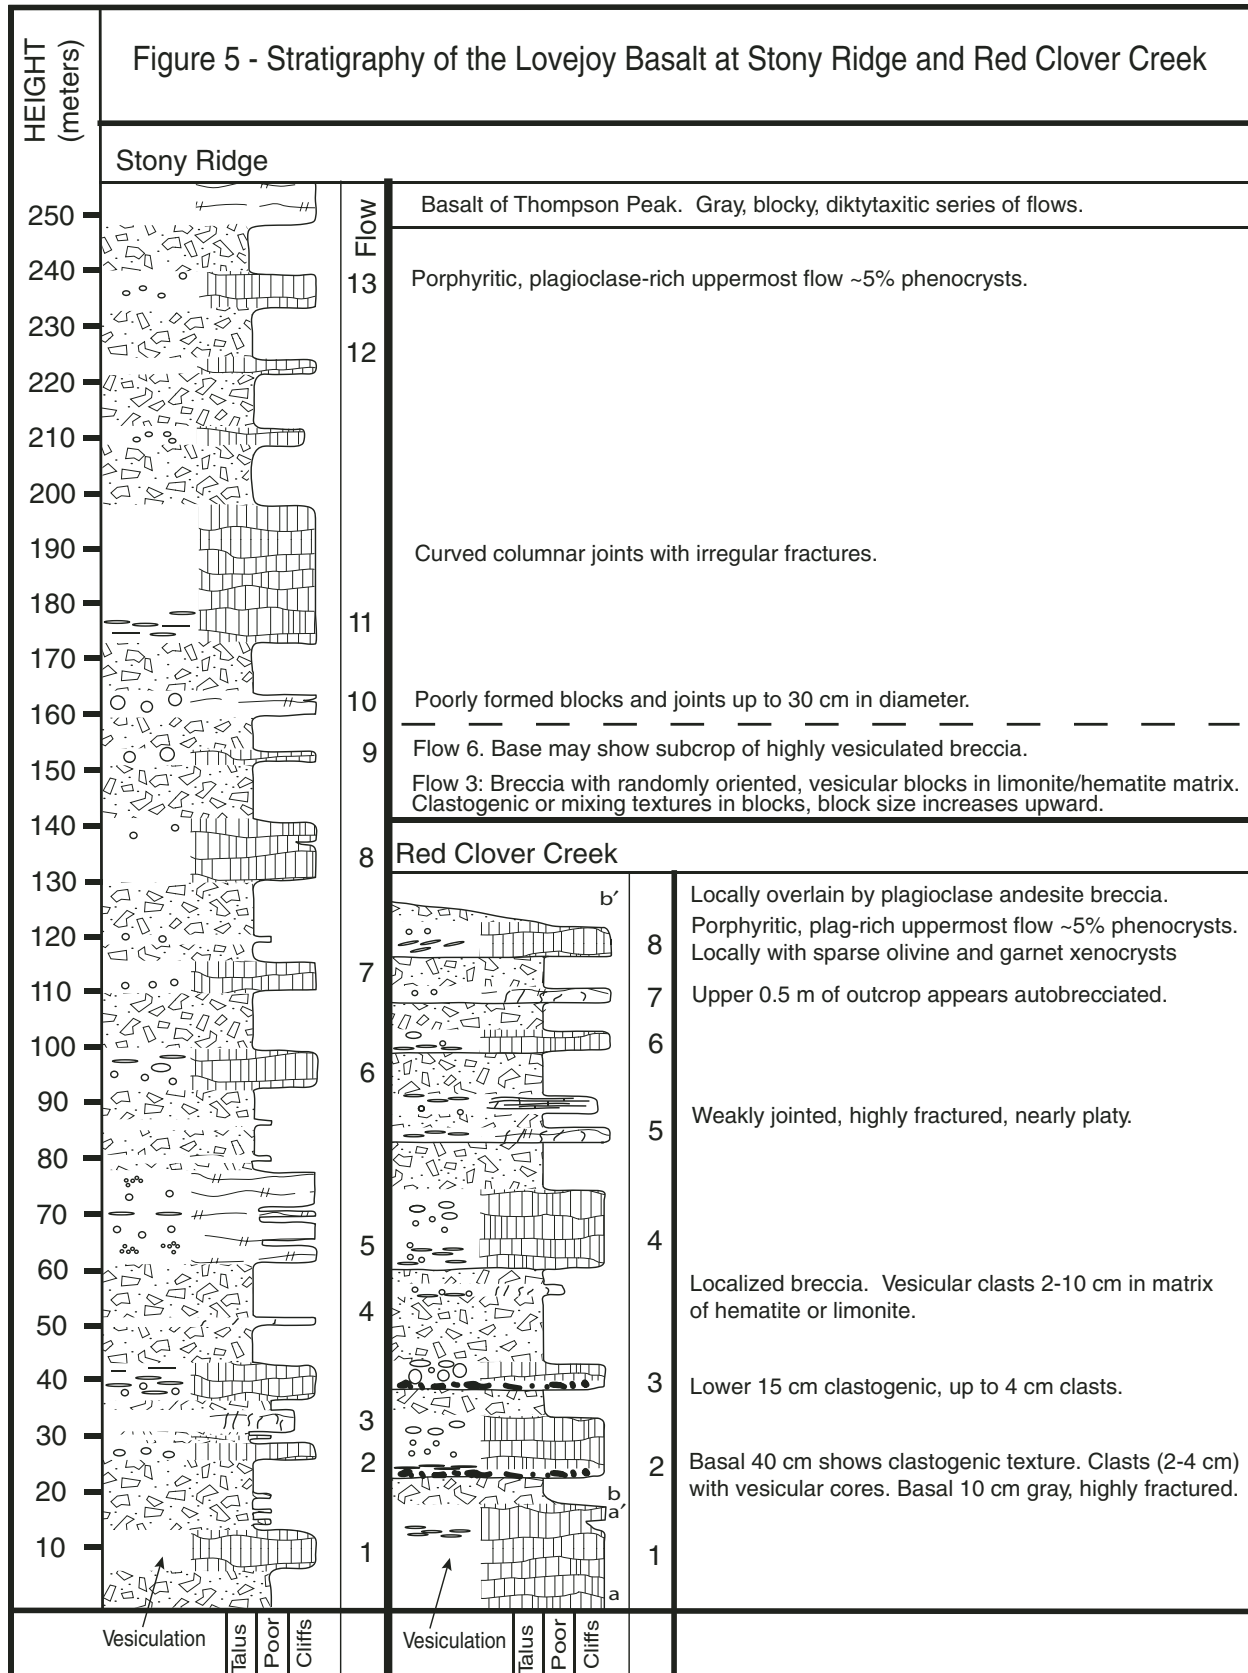 Figure 5 - Stratigraphy of the Lovejoy Basalt at Stony Ridge and Red Clover Creek
HEIGHT
(meters)
Stony Ridge
Flow
250
240
230
220
210
200
190
180
170
160
150
140
130
120
110
100
90
80
70
60
50
40
30
20
10
13
12
11
10
9
8
7
6
5
4
3
2
1
Basalt of Thompson Peak. Gray, blocky, diktytaxitic series of flows.
Porphyritic, plagioclase-rich uppermost flow ~5% phenocrysts.
Curved columnar joints with irregular fractures.
Poorly formed blocks and joints up to 30 cm in diameter.
Flow 6. Base may show subcrop of highly vesiculated breccia.
Flow 3: Breccia with randomly oriented, vesicular blocks in limonite/hematite matrix.
Clastogenic or mixing textures in blocks, block size increases upward.
Red Clover Creek
b'
b
a'
a
8
7
6
5
4
3
2
1
Locally overlain by plagioclase andesite breccia.
Porphyritic, plag-rich uppermost flow ~5% phenocrysts.
Locally with sparse olivine and garnet xenocrysts
Upper 0.5 m of outcrop appears autobrecciated.
Weakly jointed, highly fractured, nearly platy.
Localized breccia. Vesicular clasts 2-10 cm in matrix
of hematite or limonite.
Lower 15 cm clastogenic, up to 4 cm clasts.
Basal 40 cm shows clastogenic texture. Clasts (2-4 cm)
with vesicular cores. Basal 10 cm gray, highly fractured.
Vesiculation
Talus
Poor
Cliffs
Vesiculation
Talus
Poor
Cliffs